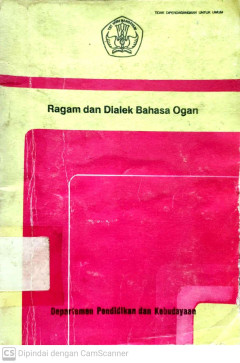 TIDAK DIPERDAGANGKAN UNTUK UMUM
Ragam dan Dialek Bahasa Ogan
Departemen Pendidikan dan Kebudayaan
CS Dipindai dengan CamScanner